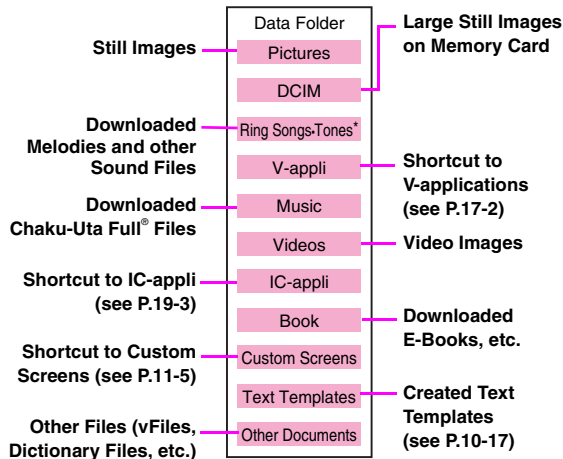 Data Folder
Still Images
Pictures
Large Still Images
on Memory Card
DCIM
Downloaded
Melodies and other
Sound Files
Ring Songs•Tones*
V-appli
Shortcut to
V-applications
(see P.17-2)
Downloaded
Chaku-Uta Full® Files
Music
Videos
Video Images
Shortcut to IC-appli
(see P.19-3)
IC-appli
Book
Downloaded
E-Books, etc.
Shortcut to Custom
Screens (see P.11-5)
Custom Screens
Text Templates
Created Text
Templates
(see P.10-17)
Other Files (vFiles,
Dictionary Files, etc.)
Other Documents